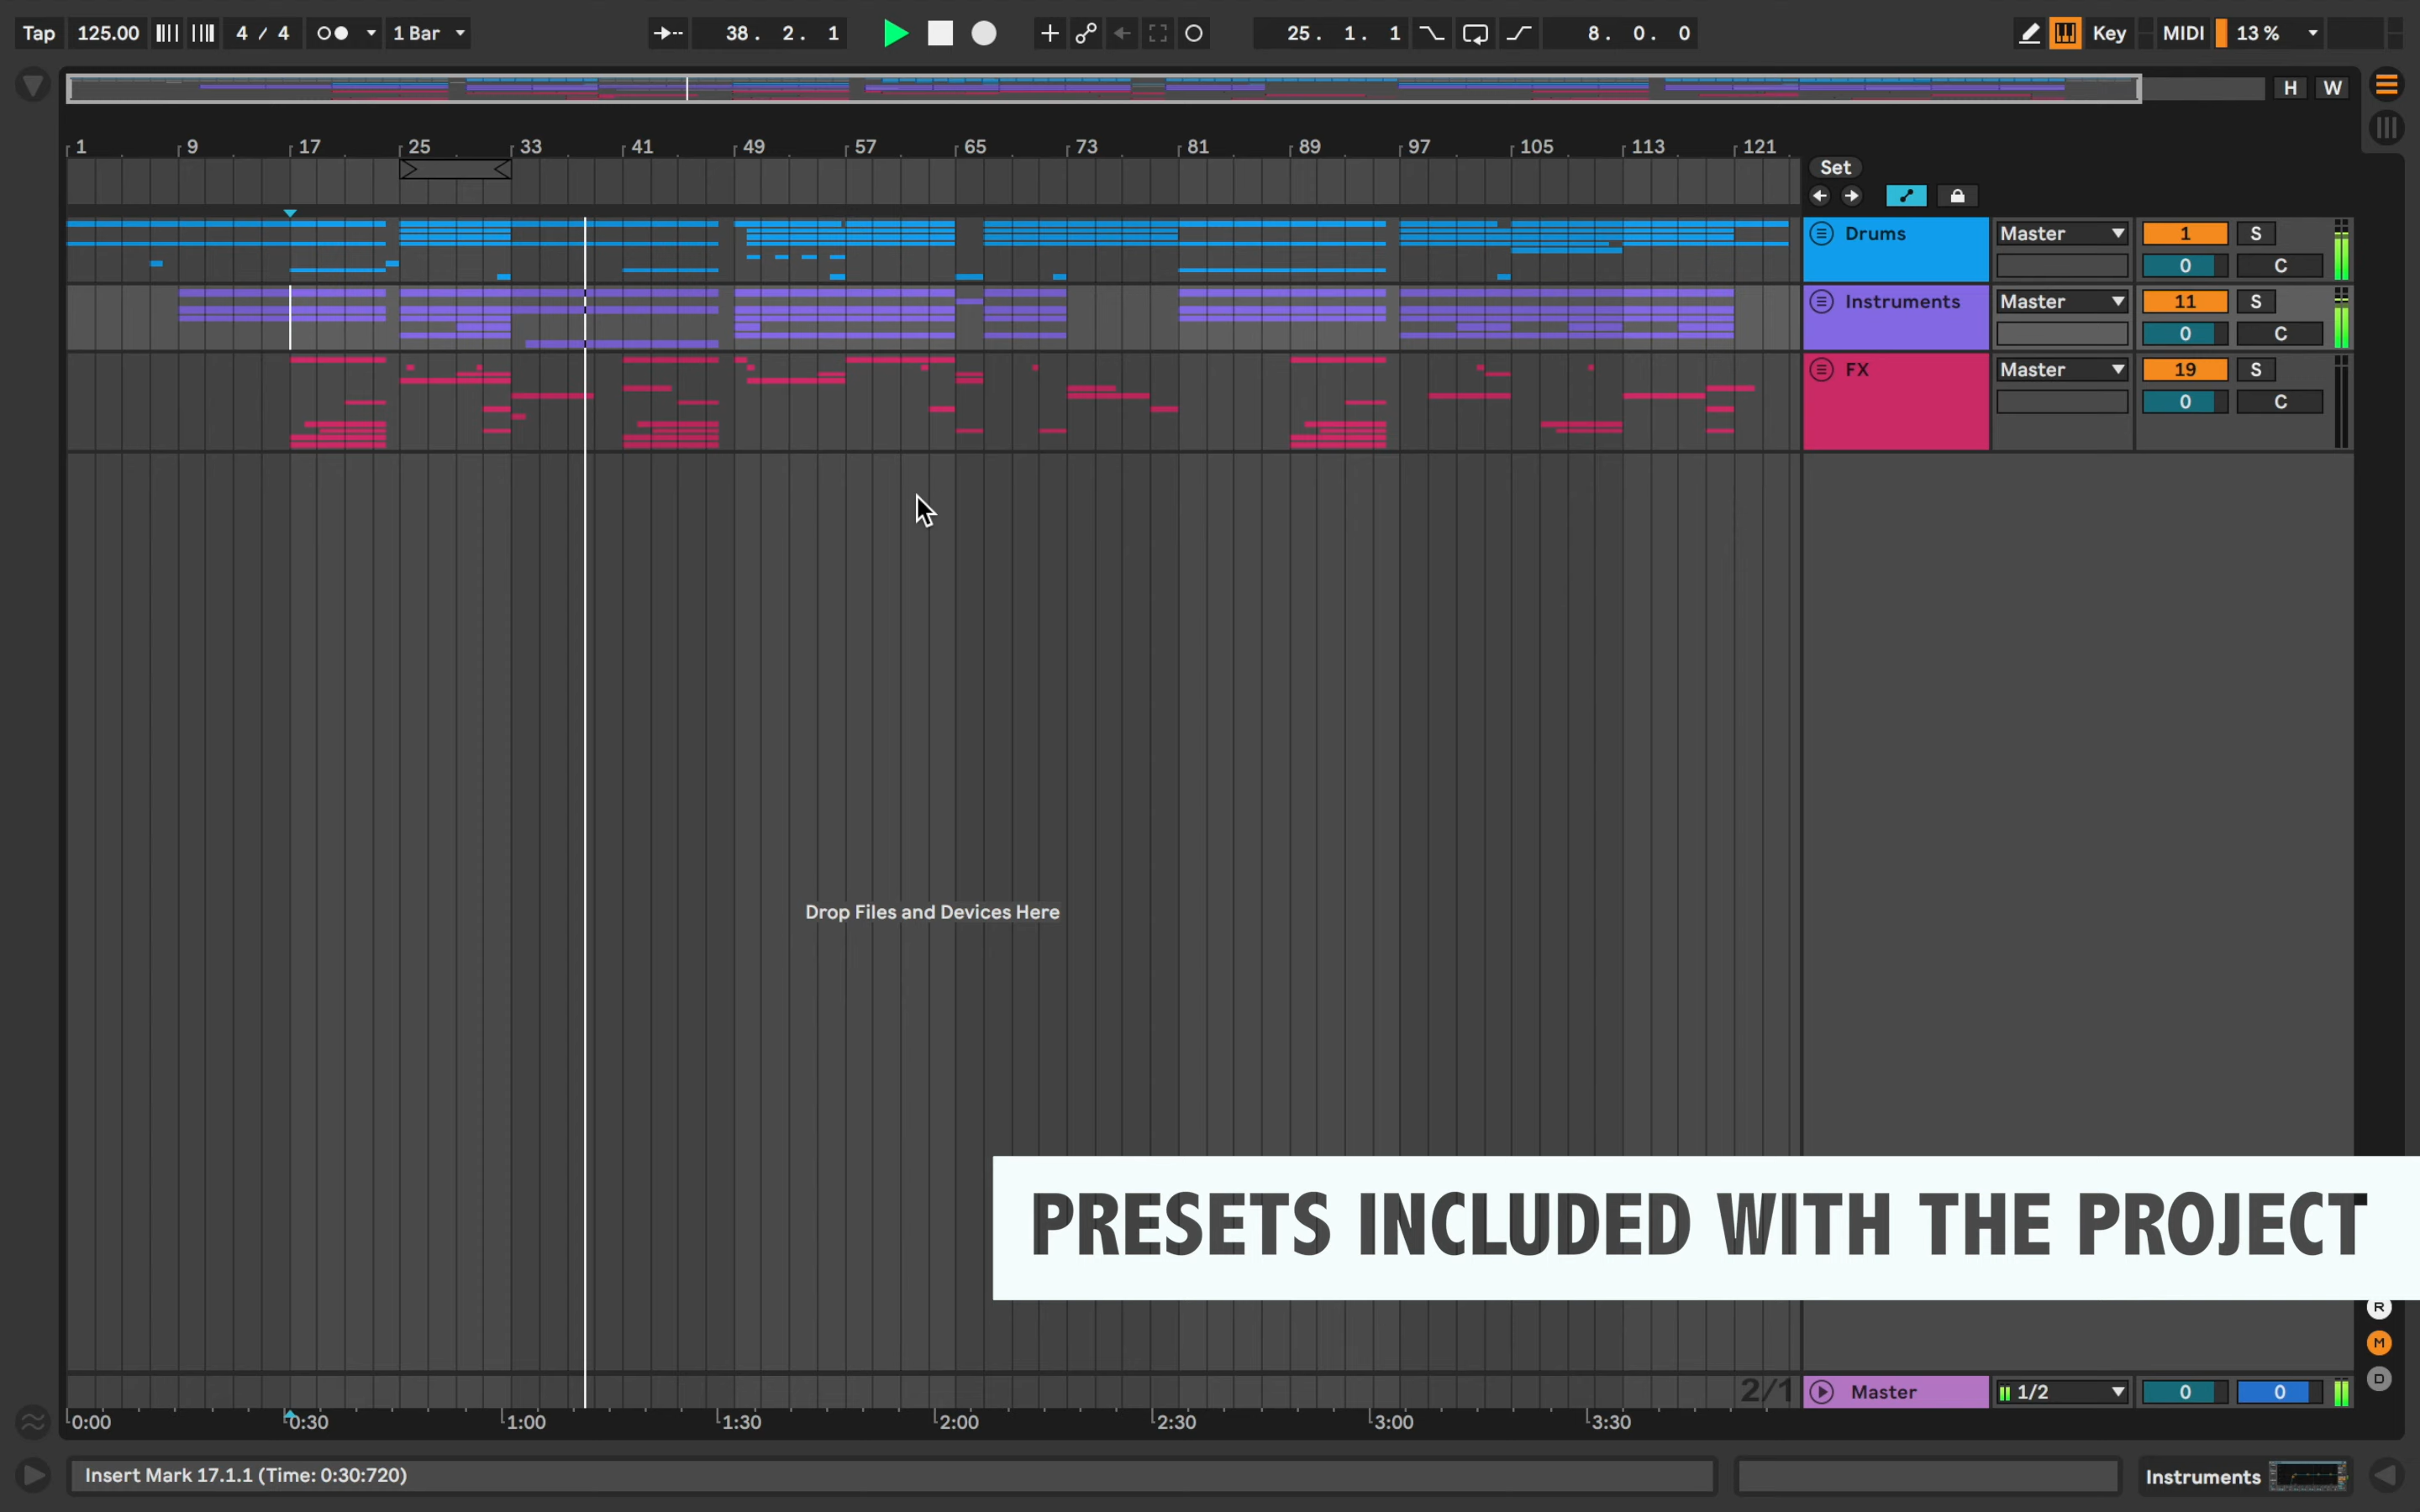 Tap 125.00 4 / 4 1 Bar 38. 2. 1 25. 1. 1 8. 0. 0 Key MIDI 13 %
H W
1 9 17 25 33 41 49 57 65 73 81 89 97 105 113 121
Set
Drums Master 1 S
0 C
Instruments Master 11 S
0 C
FX Master 19 S
0 C
Drop Files and Devices Here
PRESETS INCLUDED WITH THE PROJECT
R
M
D
2/1 Master 1/2 0 0
0:00 0:30 1:00 1:30 2:00 2:30 3:00 3:30
Insert Mark 17.1.1 (Time: 0:30:720) Instruments